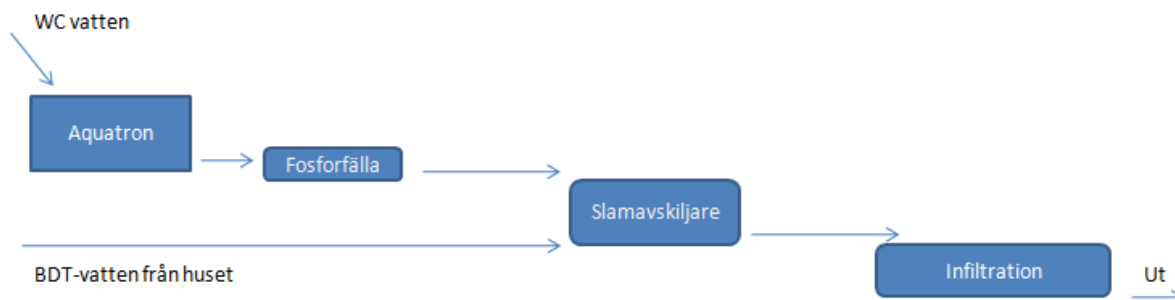 WC vatten
Aquatron
Fosforfälla
Slamavskiljare
BDT-vatten från huset
Infiltration
Ut